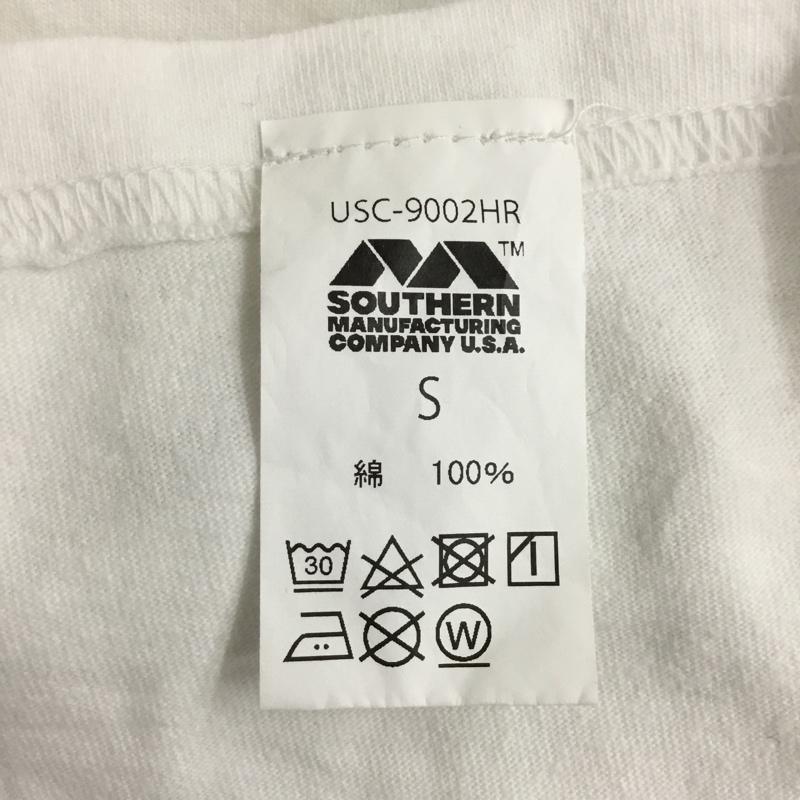 USC-9002HR
TM
SOUTHERN
MANUFACTURING
COMPANY U.S.A.
S
綿 100%
30
W